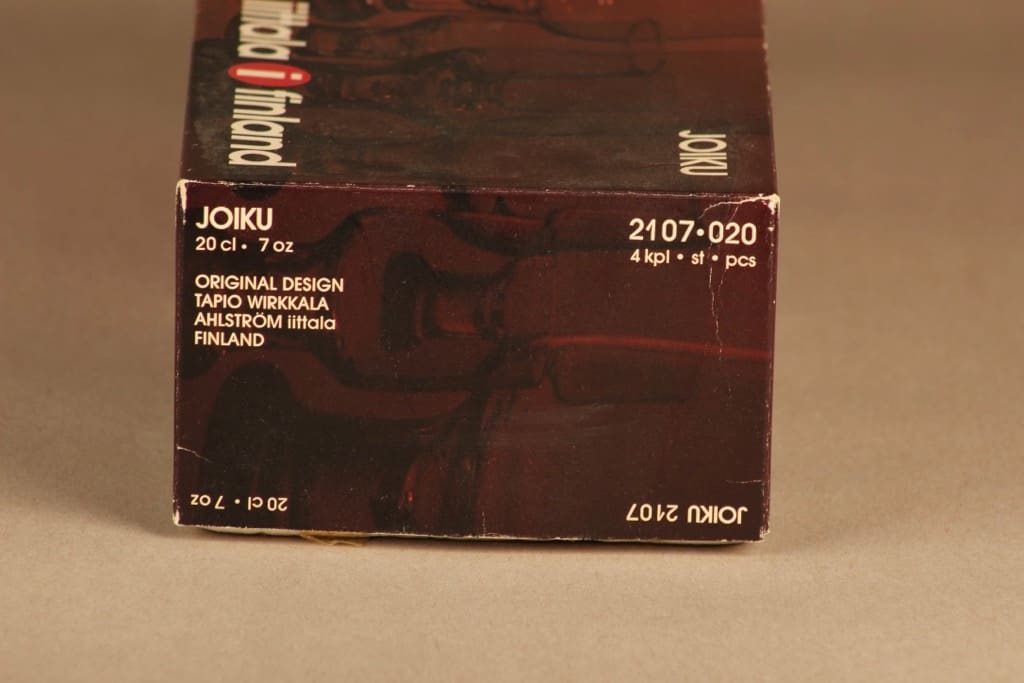 iittala i finland
JOIKU
JOIKU
20 cl • 7 oz
ORIGINAL DESIGN
TAPIO WIRKKALA
AHLSTRÖM iittala
FINLAND
2107•020
4 kpl • st • pcs
20 cl • 7 oz
JOIKU 2107